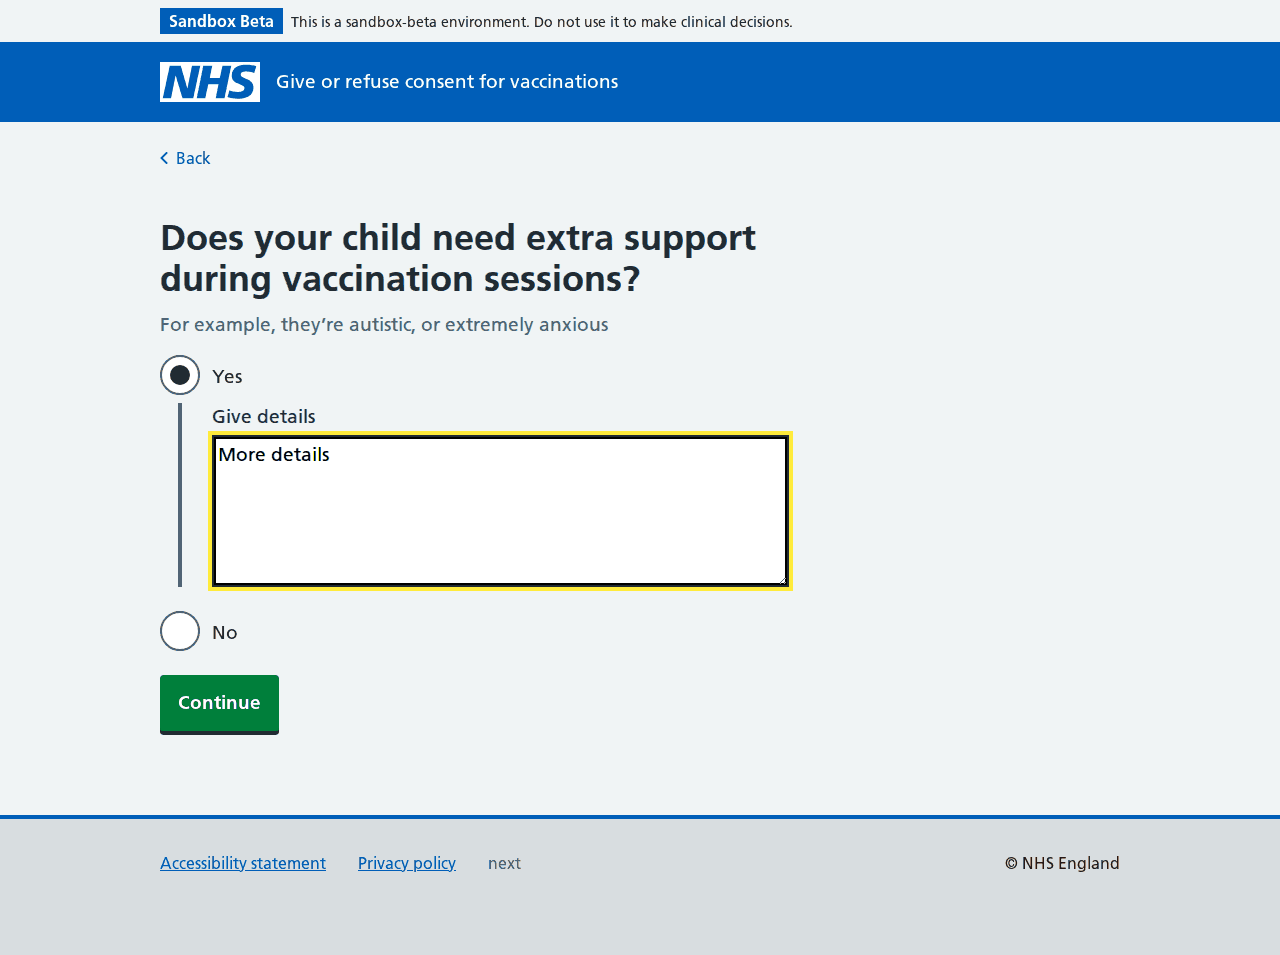 Sandbox Beta This is a sandbox-beta environment. Do not use it to make clinical decisions.
NHS Give or refuse consent for vaccinations
Back
Does your child need extra support
during vaccination sessions?
For example, they’re autistic, or extremely anxious
Yes
Give details
More details
No
Continue
Accessibility statement Privacy policy next © NHS England